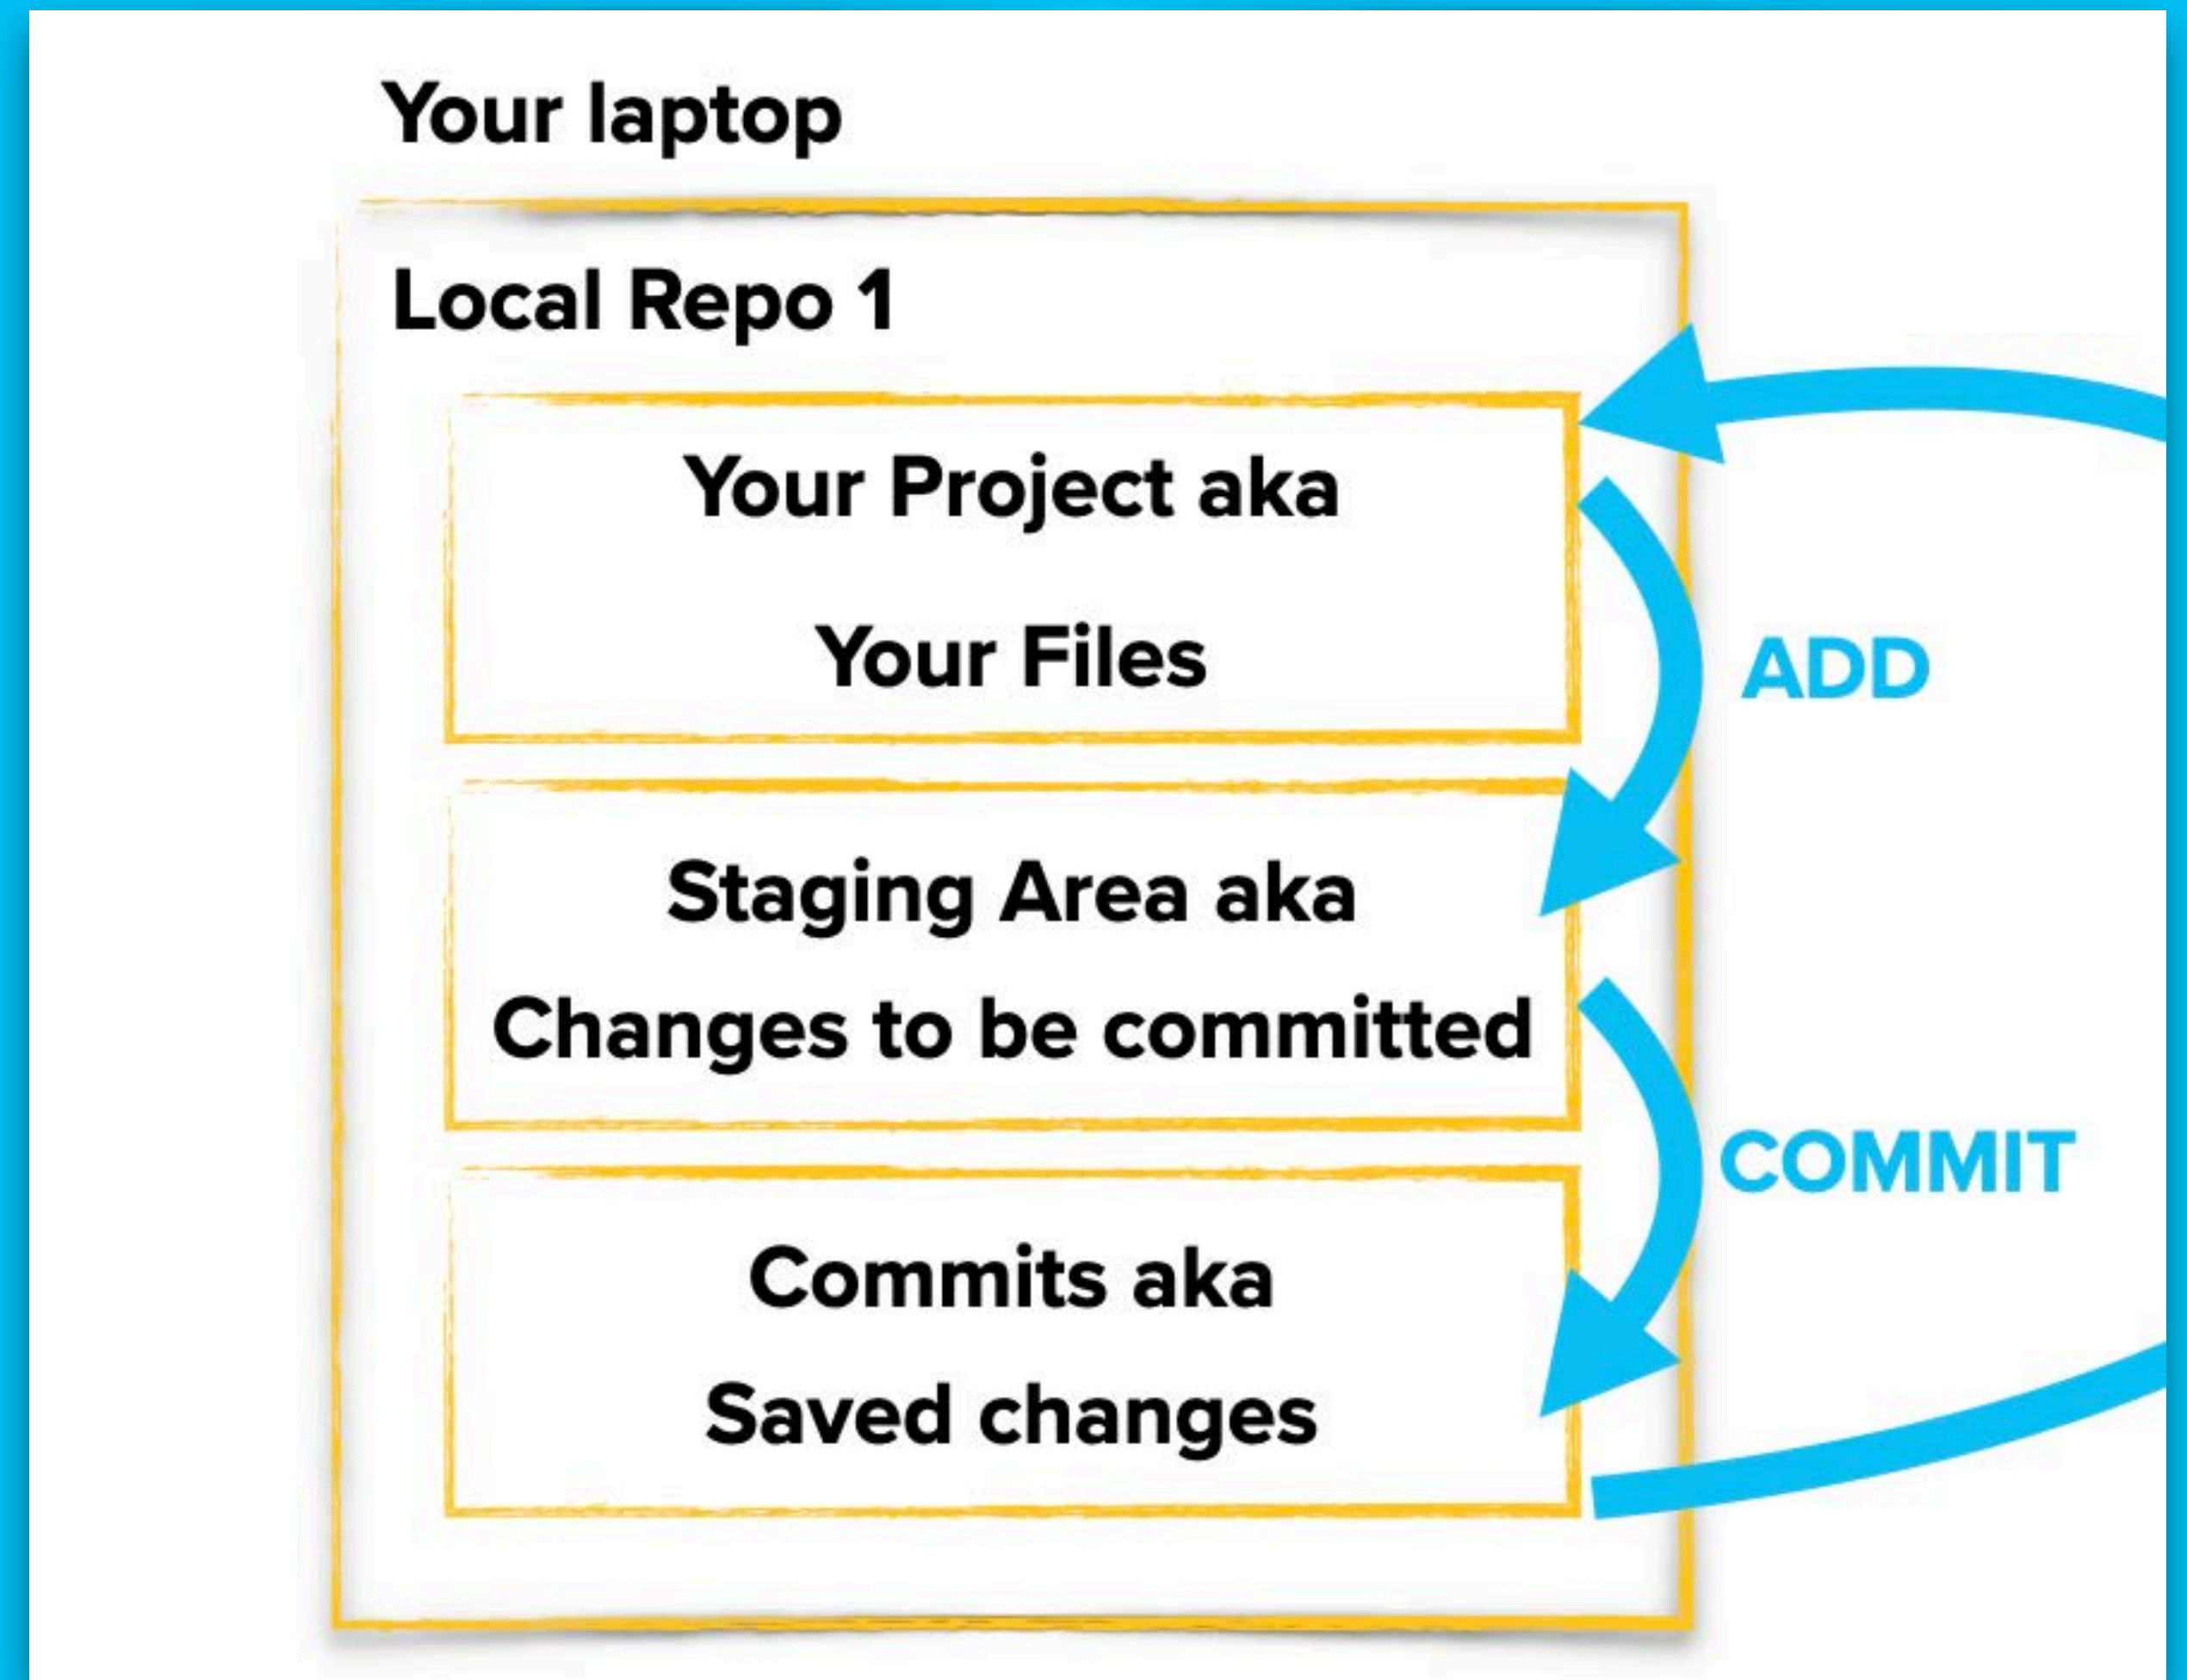 Your laptop
Local Repo 1
Your Project aka
Your Files
ADD
Staging Area aka
Changes to be committed
COMMIT
Commits aka
Saved changes